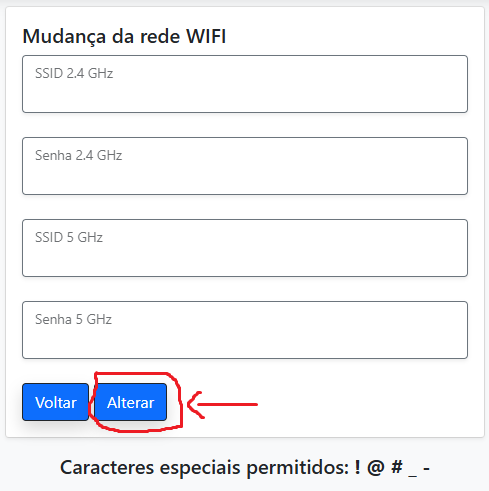 Mudança da rede WIFI
SSID 2.4 GHz
Senha 2.4 GHz
SSID 5 GHz
Senha 5 GHz
Voltar Alterar
Caracteres especiais permitidos: ! @ # _ -